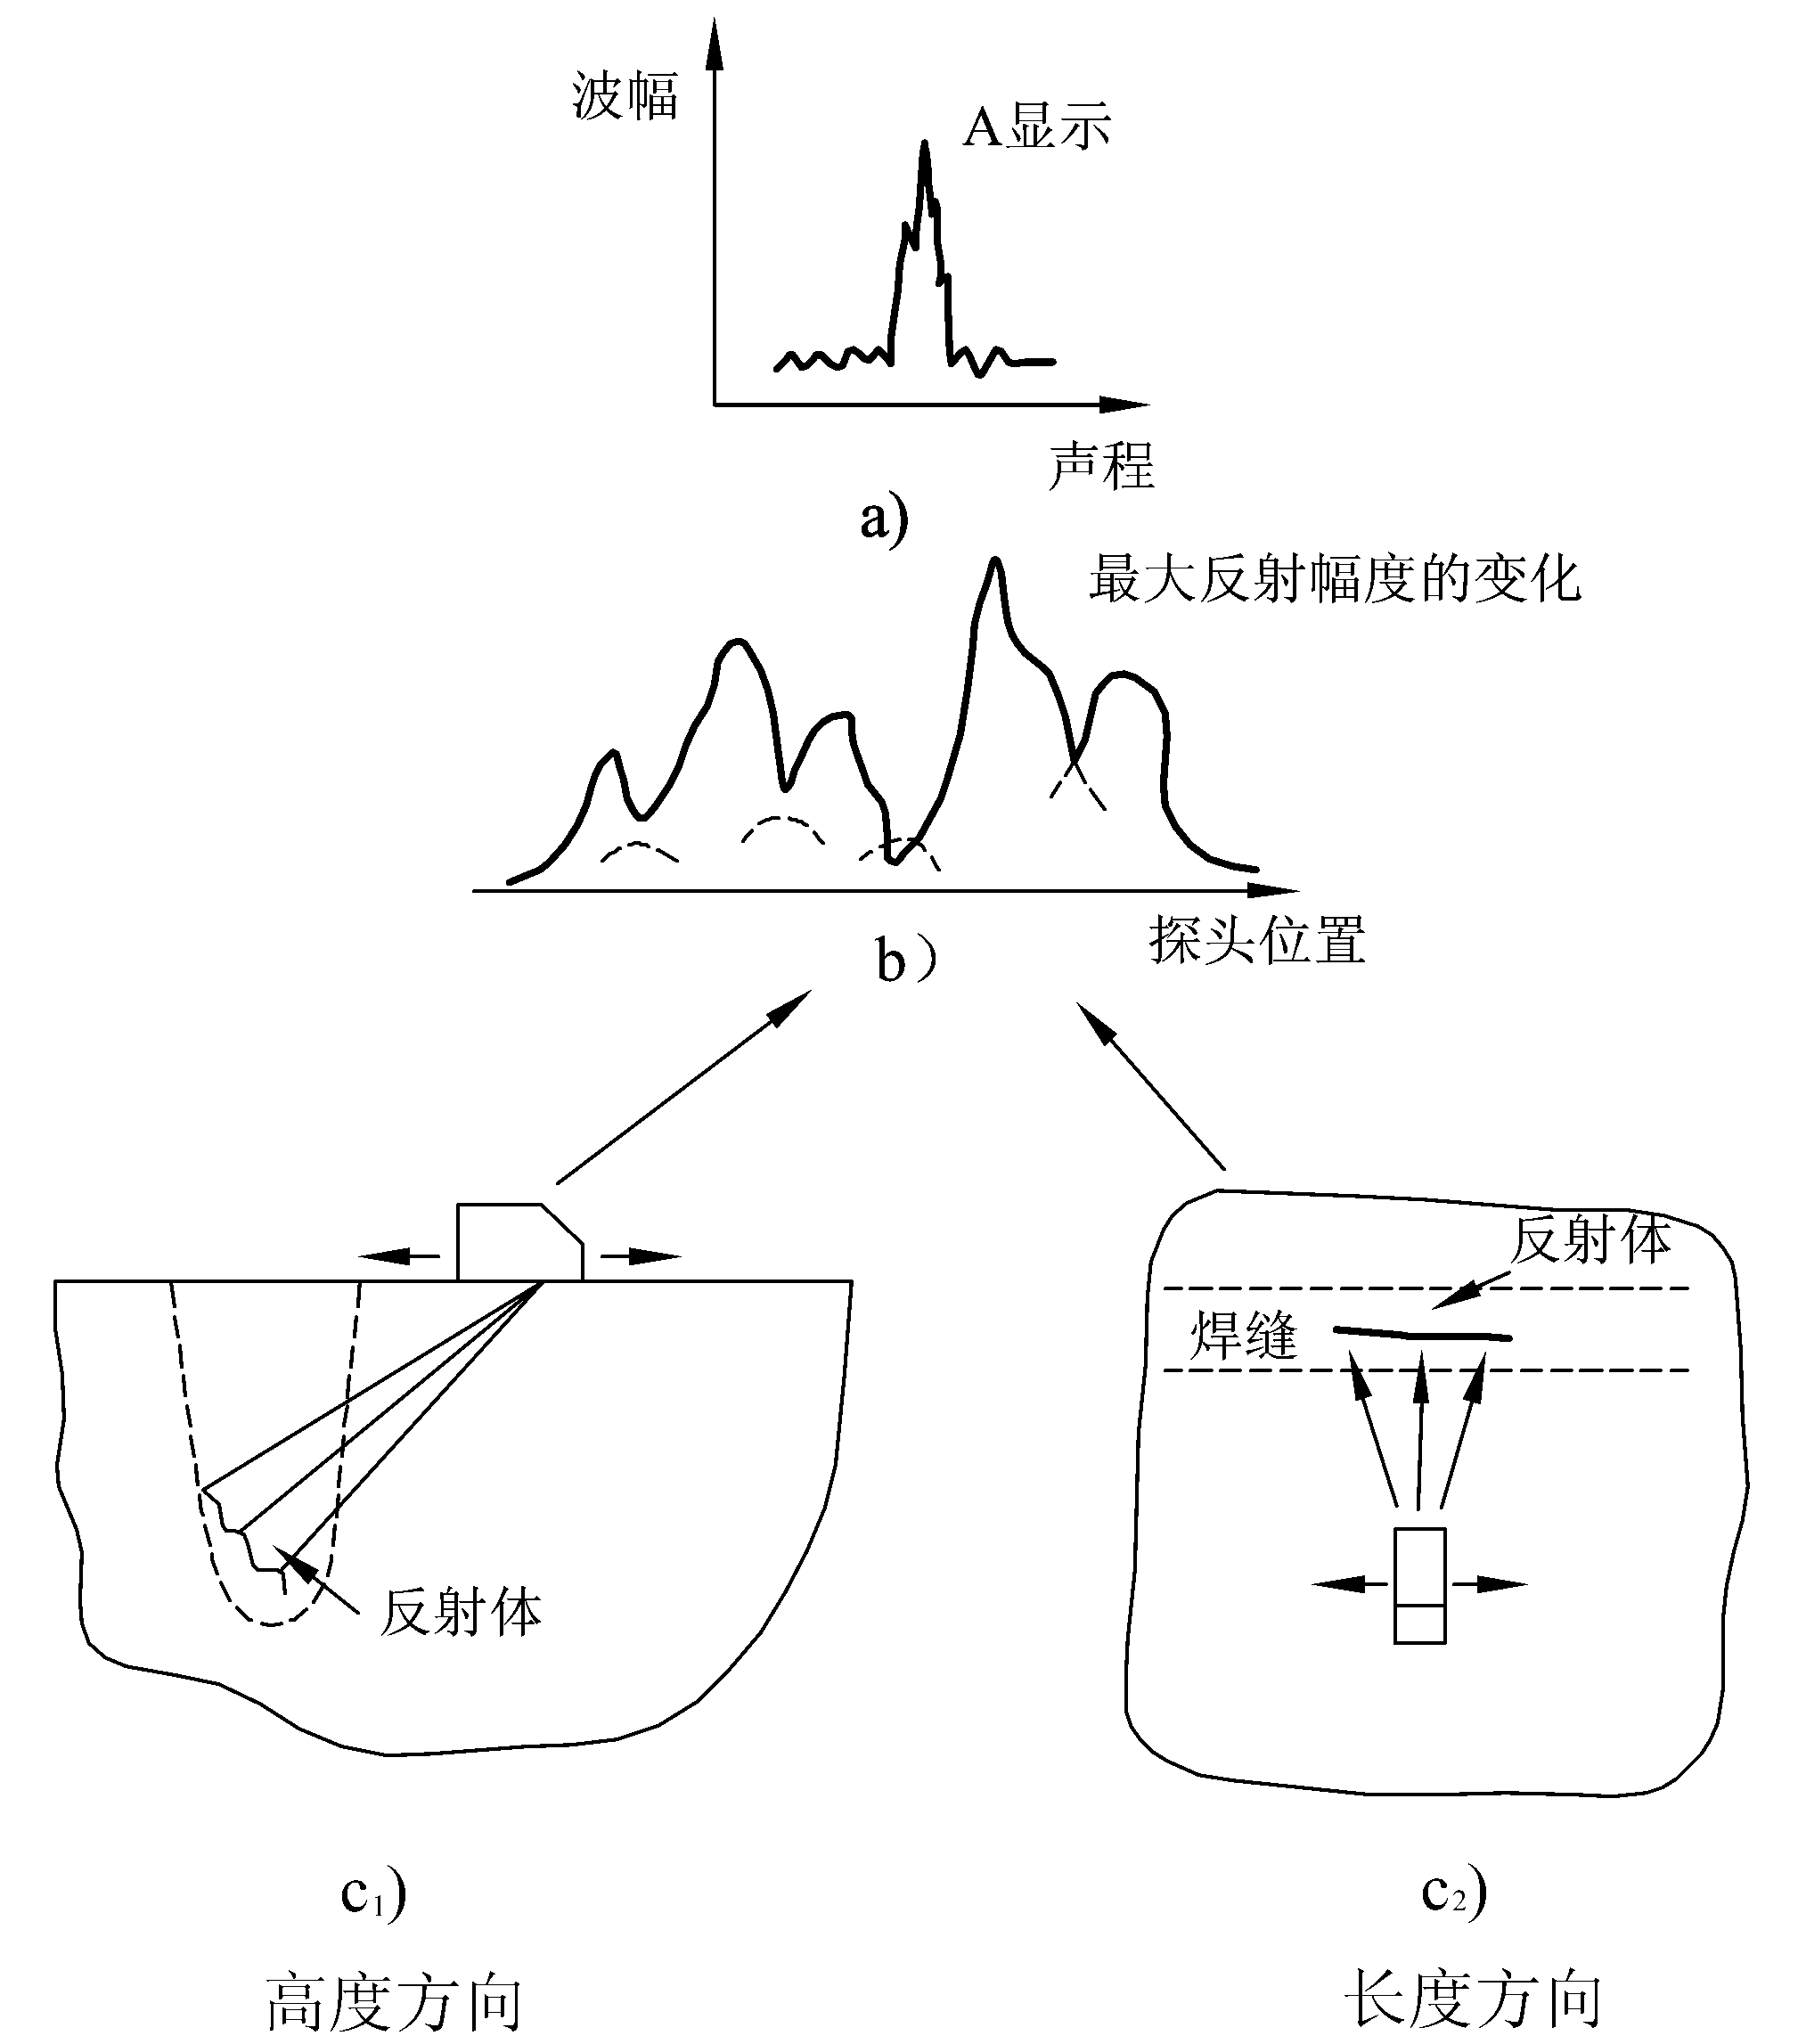 波幅
A显示
声程
a)
最大反射幅度的变化
探头位置
b）
反射体
焊缝
反射体
c₁)
c₂)
高度方向
长度方向